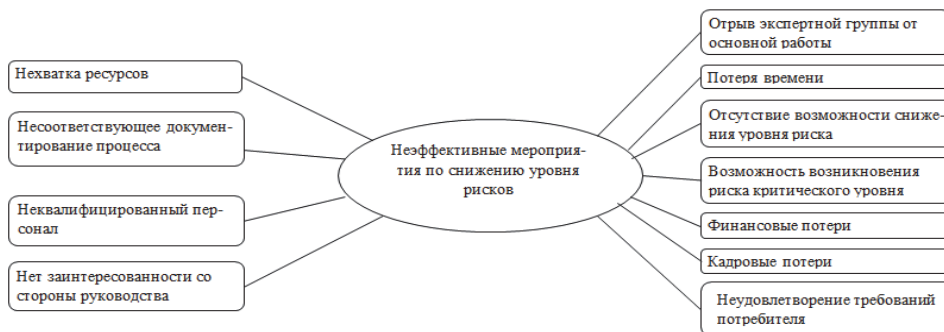 Нехватка ресурсов
Несоответствующее докумен-
тирование процесса
Неквалифицированный пер-
сонал
Нет заинтересованности со
стороны руководства
Неэффективные мероприя-
тия по снижению уровня
рисков
Отрыв экспертной группы от
основной работы
Потеря времени
Отсутствие возможности сниже-
ния уровня риска
Возможность возникновения
риска критического уровня
Финансовые потери
Кадровые потери
Неудовлетворение требований
потребителя